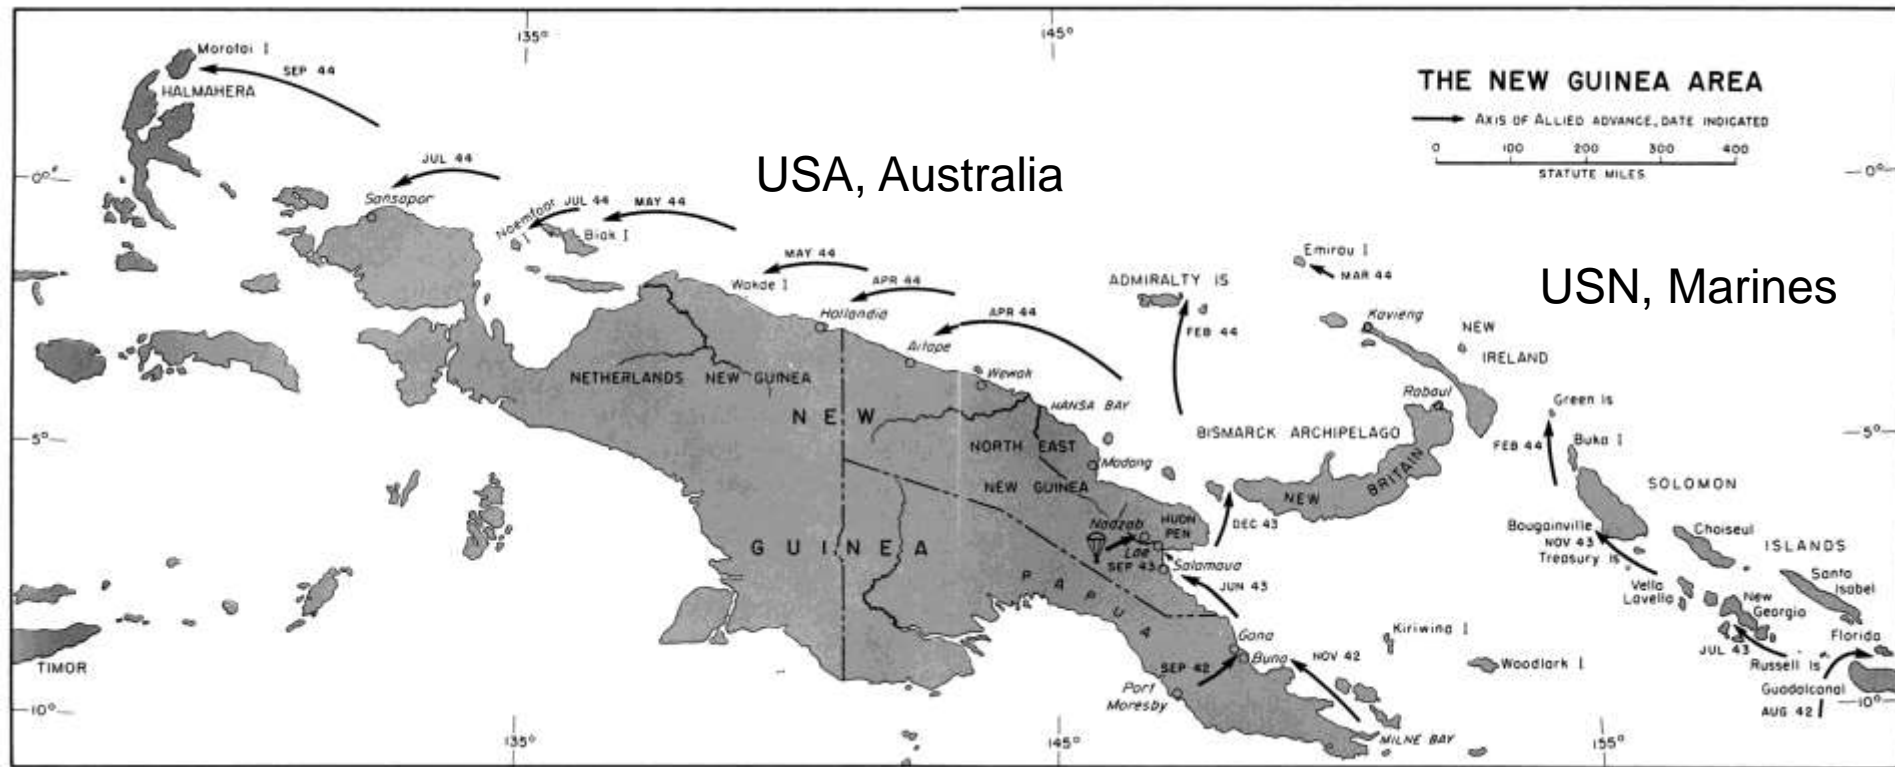 135°
145°
Morotai I
SEP 44
HALMAHERA
THE NEW GUINEA AREA
AXIS OF ALLIED ADVANCE, DATE INDICATED
0 100 200 300 400
STATUTE MILES
USA, Australia
JUL 44
0°
0°
Sansapor
Noemfoor I
JUL 44
MAY 44
Biak I
Emirau I
MAR 44
USN, Marines
MAY 44
Wakde I
APR 44
ADMIRALTY IS
Hollandia
APR 44
FEB 44
Kavieng
NEW
IRELAND
Aitape
Wewak
NETHERLANDS NEW GUINEA
Rabaul
Green Is
HANSA BAY
NEW
BISMARCK ARCHIPELAGO
5°
5°
FEB 44
Buka I
NORTH EAST
Madang
NEW GUINEA
NEW BRITAIN
SOLOMON
DEC 43
Nadzab
HUON
PEN
Bougainville
NOV 43
Treasury Is
Choiseul
ISLANDS
GUINEA
Lae
SEP 43
Salamaua
JUN 43
PAPUA
Vella
Lavella
New
Georgia
Santa
Isabel
Gona
Buna
NOV 42
Kiriwina I
Woodlark I
JUL 43
Florida
Russell Is
TIMOR
SEP 42
Port
Moresby
Guadalcanal
AUG 42
10°
10°
MILNE BAY
135°
145°
155°